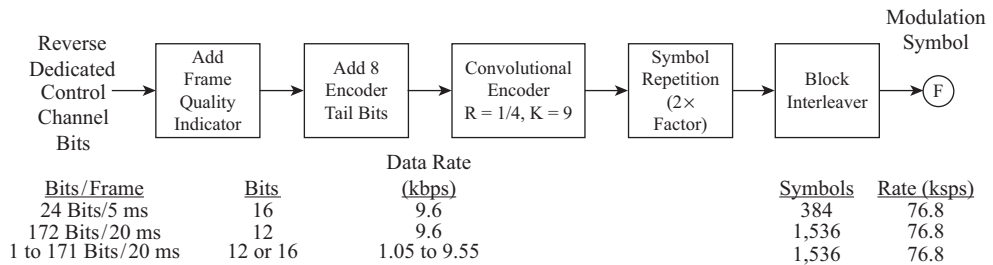 Reverse
Dedicated
Control
Channel
Bits
Add
Frame
Quality
Indicator
Add 8
Encoder
Tail Bits
Convolutional
Encoder
R = 1/4, K = 9
Symbol
Repetition
(2×
Factor)
Block
Interleaver
Modulation
Symbol
F
Data Rate
Bits/Frame Bits (kbps) Symbols Rate (ksps)
24 Bits/5 ms 16 9.6 384 76.8
172 Bits/20 ms 12 9.6 1,536 76.8
1 to 171 Bits/20 ms 12 or 16 1.05 to 9.55 1,536 76.8